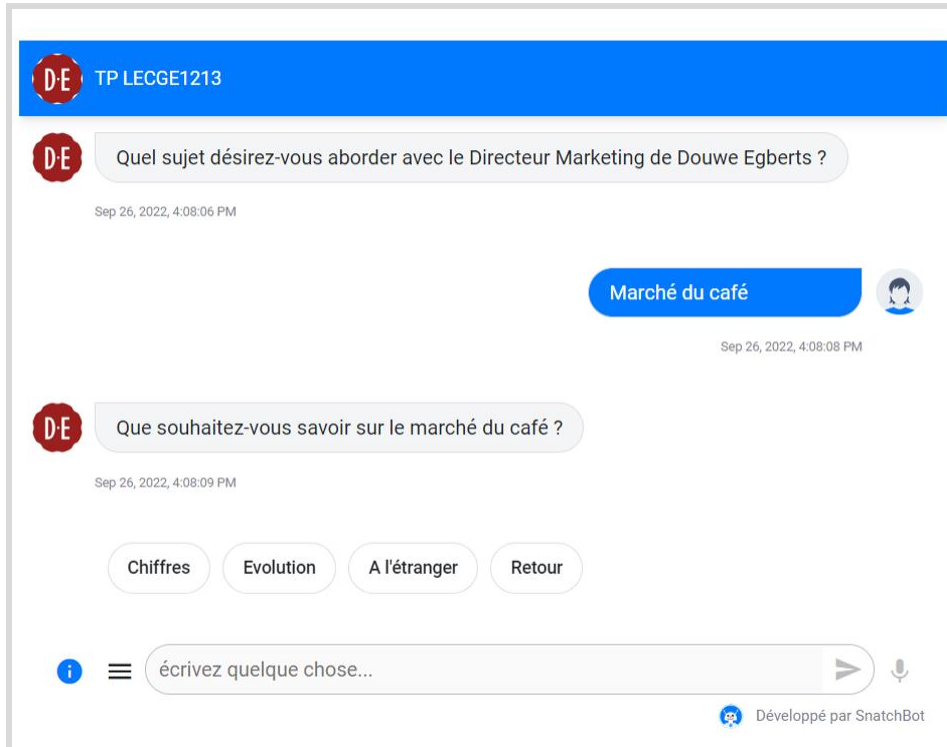 D·E TP LECGE1213
D·E Quel sujet désirez-vous aborder avec le Directeur Marketing de Douwe Egberts ?
Sep 26, 2022, 4:08:06 PM
Marché du café
Sep 26, 2022, 4:08:08 PM
D·E Que souhaitez-vous savoir sur le marché du café ?
Sep 26, 2022, 4:08:09 PM
Chiffres Evolution A l'étranger Retour
écrivez quelque chose...
Développé par SnatchBot